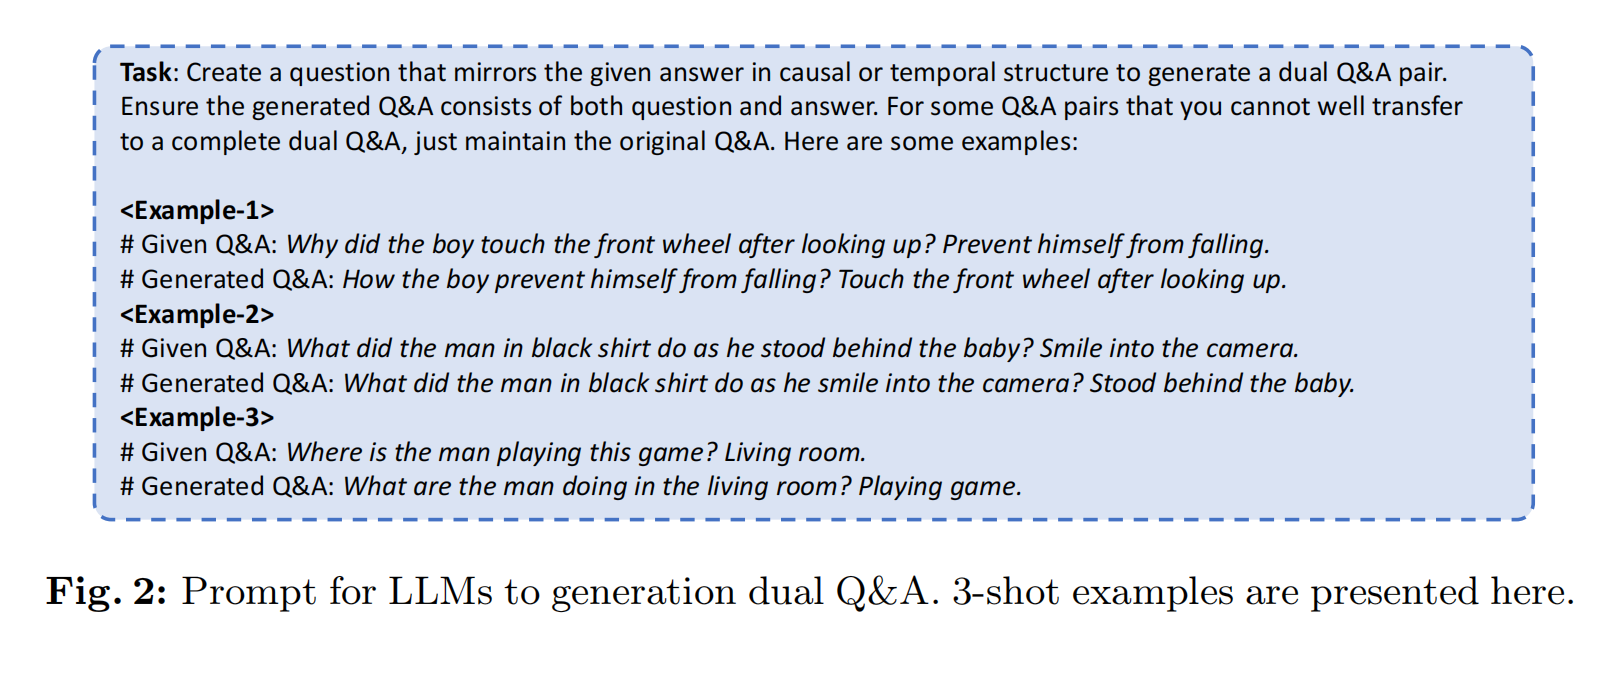 Task: Create a question that mirrors the given answer in causal or temporal structure to generate a dual Q&A pair.
Ensure the generated Q&A consists of both question and answer. For some Q&A pairs that you cannot well transfer
to a complete dual Q&A, just maintain the original Q&A. Here are some examples:
<Example-1>
# Given Q&A: Why did the boy touch the front wheel after looking up? Prevent himself from falling.
# Generated Q&A: How the boy prevent himself from falling? Touch the front wheel after looking up.
<Example-2>
# Given Q&A: What did the man in black shirt do as he stood behind the baby? Smile into the camera.
# Generated Q&A: What did the man in black shirt do as he smile into the camera? Stood behind the baby.
<Example-3>
# Given Q&A: Where is the man playing this game? Living room.
# Generated Q&A: What are the man doing in the living room? Playing game.
Fig. 2: Prompt for LLMs to generation dual Q&A. 3-shot examples are presented here.